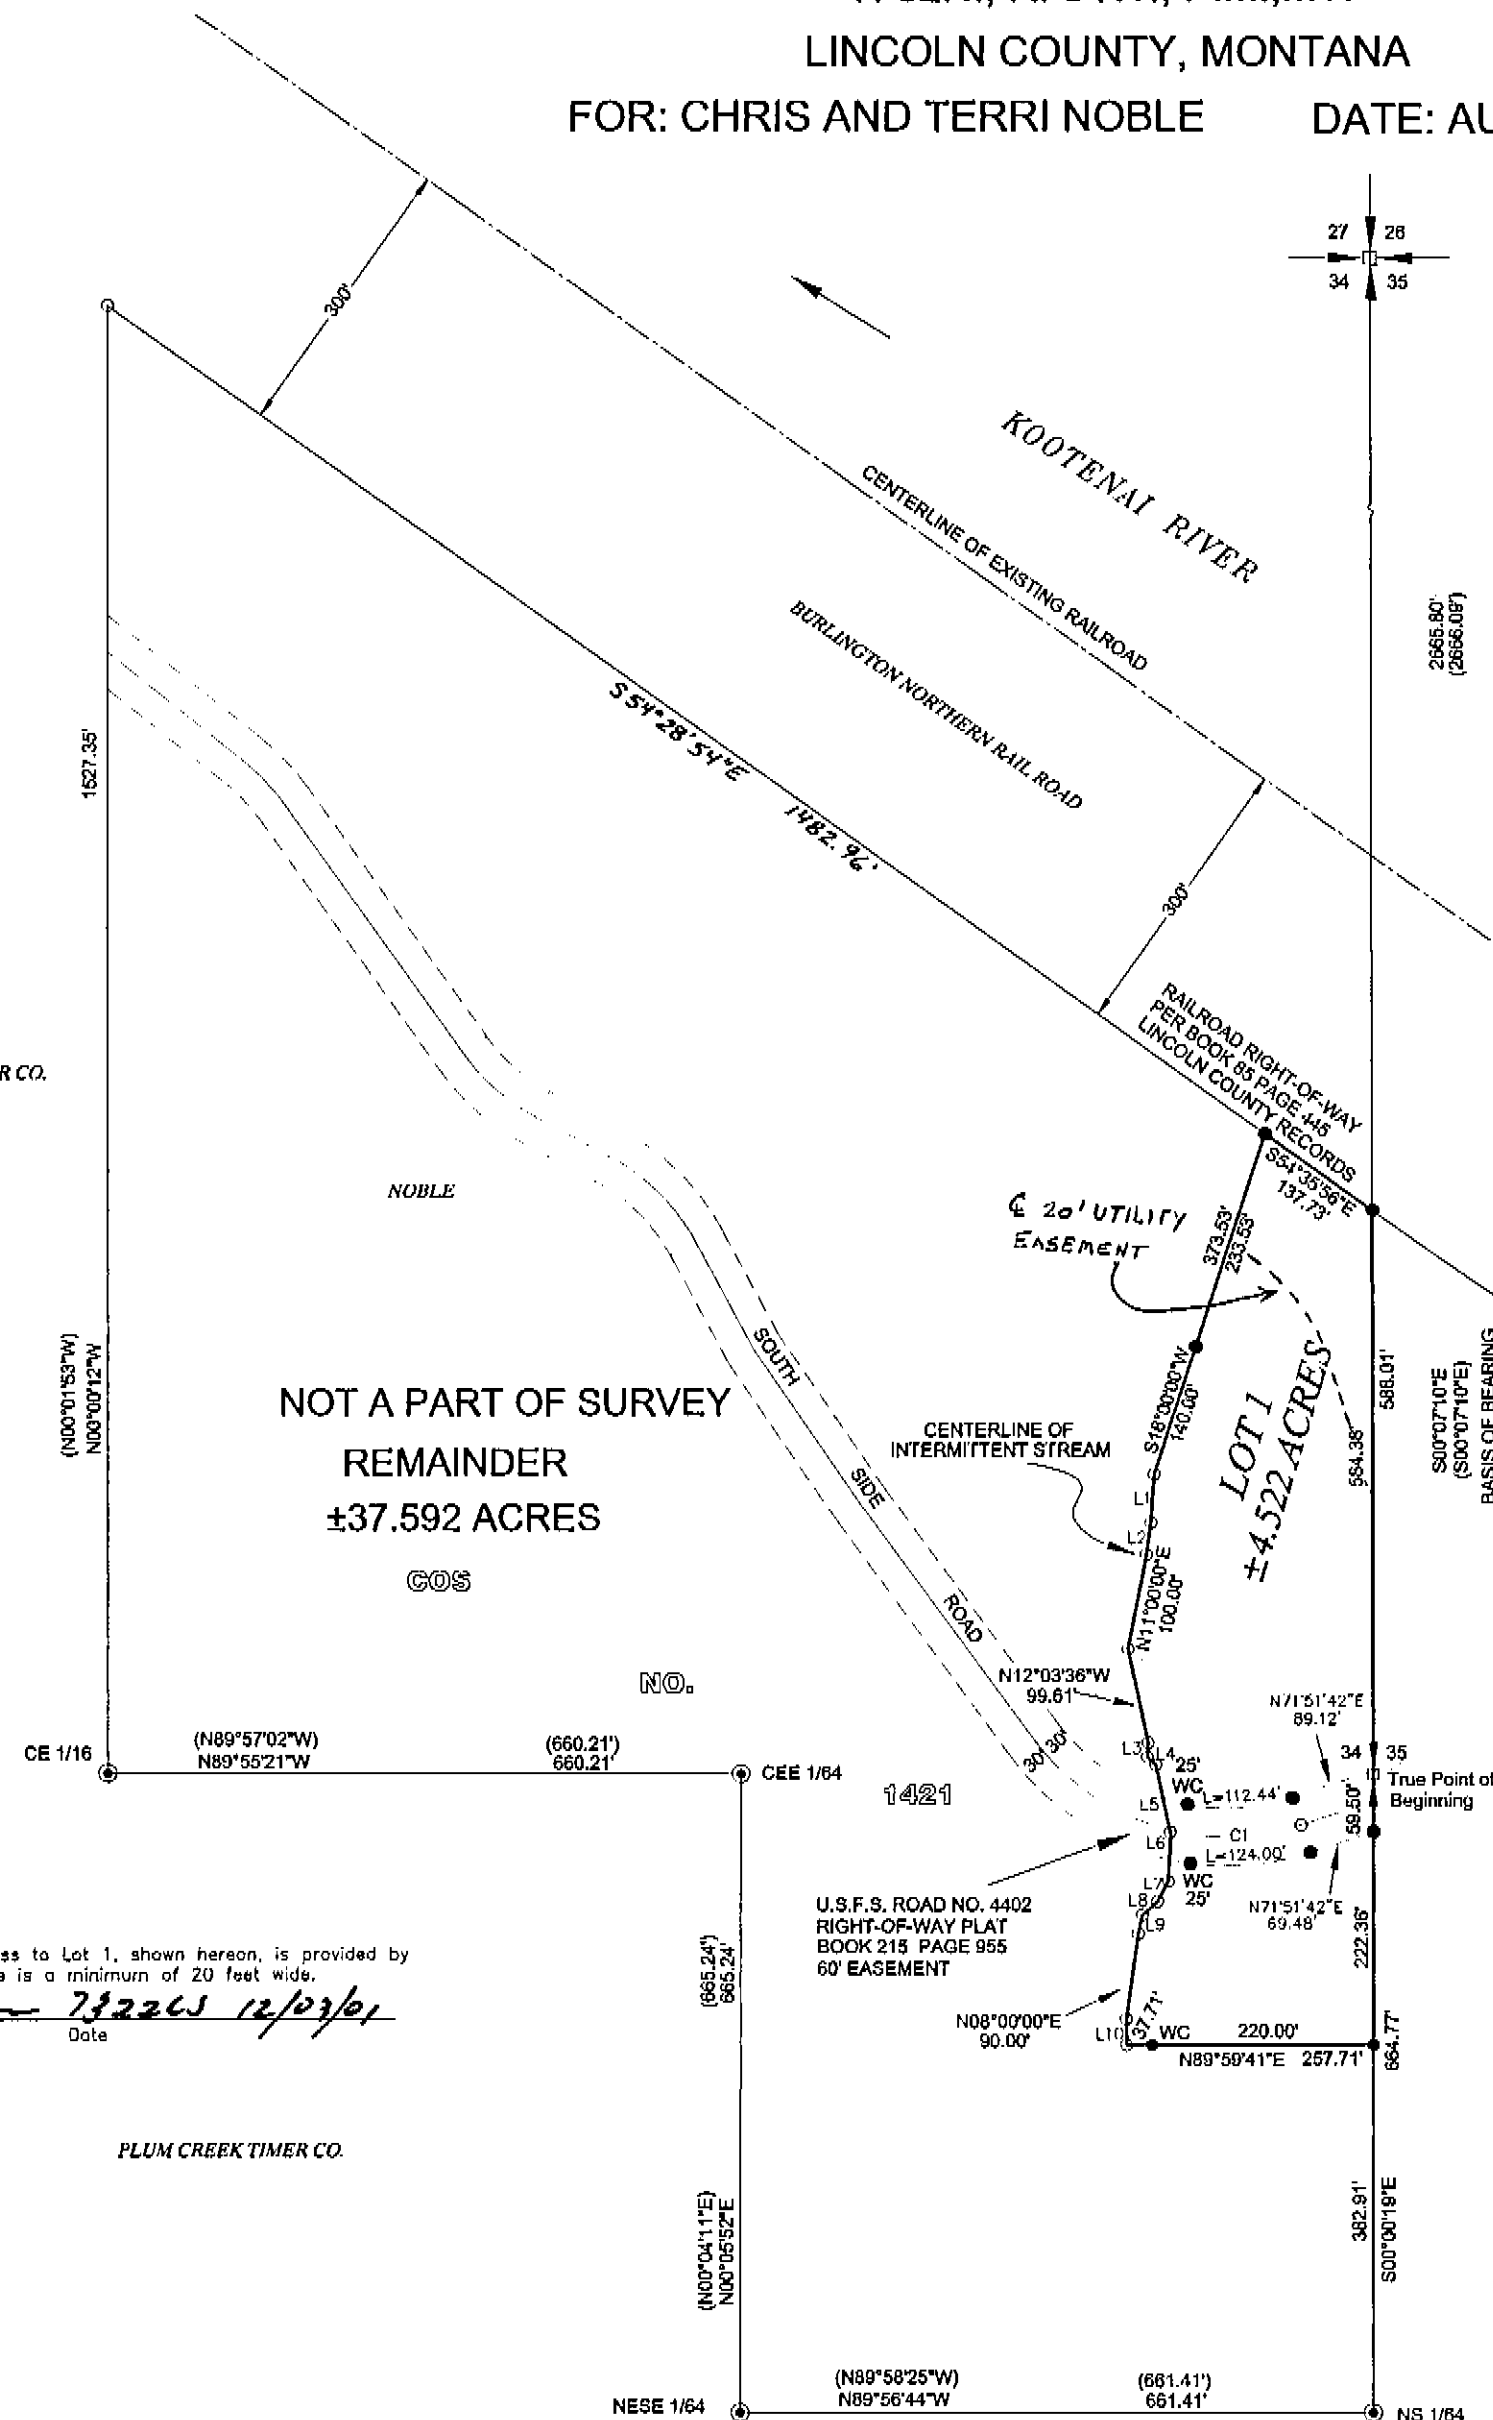 LINCOLN COUNTY, MONTANA
FOR: CHRIS AND TERRI NOBLE
DATE: AU
27 26
34 35
300'
KOOTENAI RIVER
CENTERLINE OF EXISTING RAILROAD
BURLINGTON NORTHERN RAIL ROAD
2665.80'
(2666.09')
S 54°28'54"E 1482.96'
1527.35'
300'
RAILROAD RIGHT-OF-WAY
PER BOOK 85 PAGE 445
LINCOLN COUNTY RECORDS
S54°35'56"E
137.73'
R CO.
NOBLE
℄ 20' UTILITY
EASEMENT
373.53'
233.53'
(N00°01'53"W)
N00°00'12"W
SOUTH SIDE ROAD
NOT A PART OF SURVEY
REMAINDER
±37.592 ACRES
COS
NO.
1421
CENTERLINE OF
INTERMITTENT STREAM
S18°00'00"W
140.00'
LOT 1
±4.522 ACRES
588.01'
584.38'
S00°07'10"E
(S00°07'10"E)
BASIS OF BEARING
L1
L2
N11°00'00"E
100.00'
N12°03'36"W
99.61'
N71°51'42"E
89.12'
(N89°57'02"W) (660.21')
N89°55'21"W 660.21'
CE 1/16
CEE 1/64
30' 30'
L3 L4 25'
34 35
True Point of
Beginning
59.50'
WC
L5
L=112.44'
L6
C1
L=124.00'
L7 WC
25'
L8
L9
N71°51'42"E
69.48'
222.36'
U.S.F.S. ROAD NO. 4402
RIGHT-OF-WAY PLAT
BOOK 215 PAGE 955
60' EASEMENT
ss to Lot 1, shown hereon, is provided by
is a minimum of 20 feet wide.
12/03/01
Date
(665.24')
665.24'
N08°00'00"E
90.00'
L10
37.71'
WC 220.00'
N89°59'41"E 257.71'
664.77'
PLUM CREEK TIMER CO.
(N00°04'11"E)
N00°05'52"E
382.91'
S00°00'19"E
(N89°58'25"W) (661.41')
N89°56'44"W 661.41'
NESE 1/64
NS 1/64